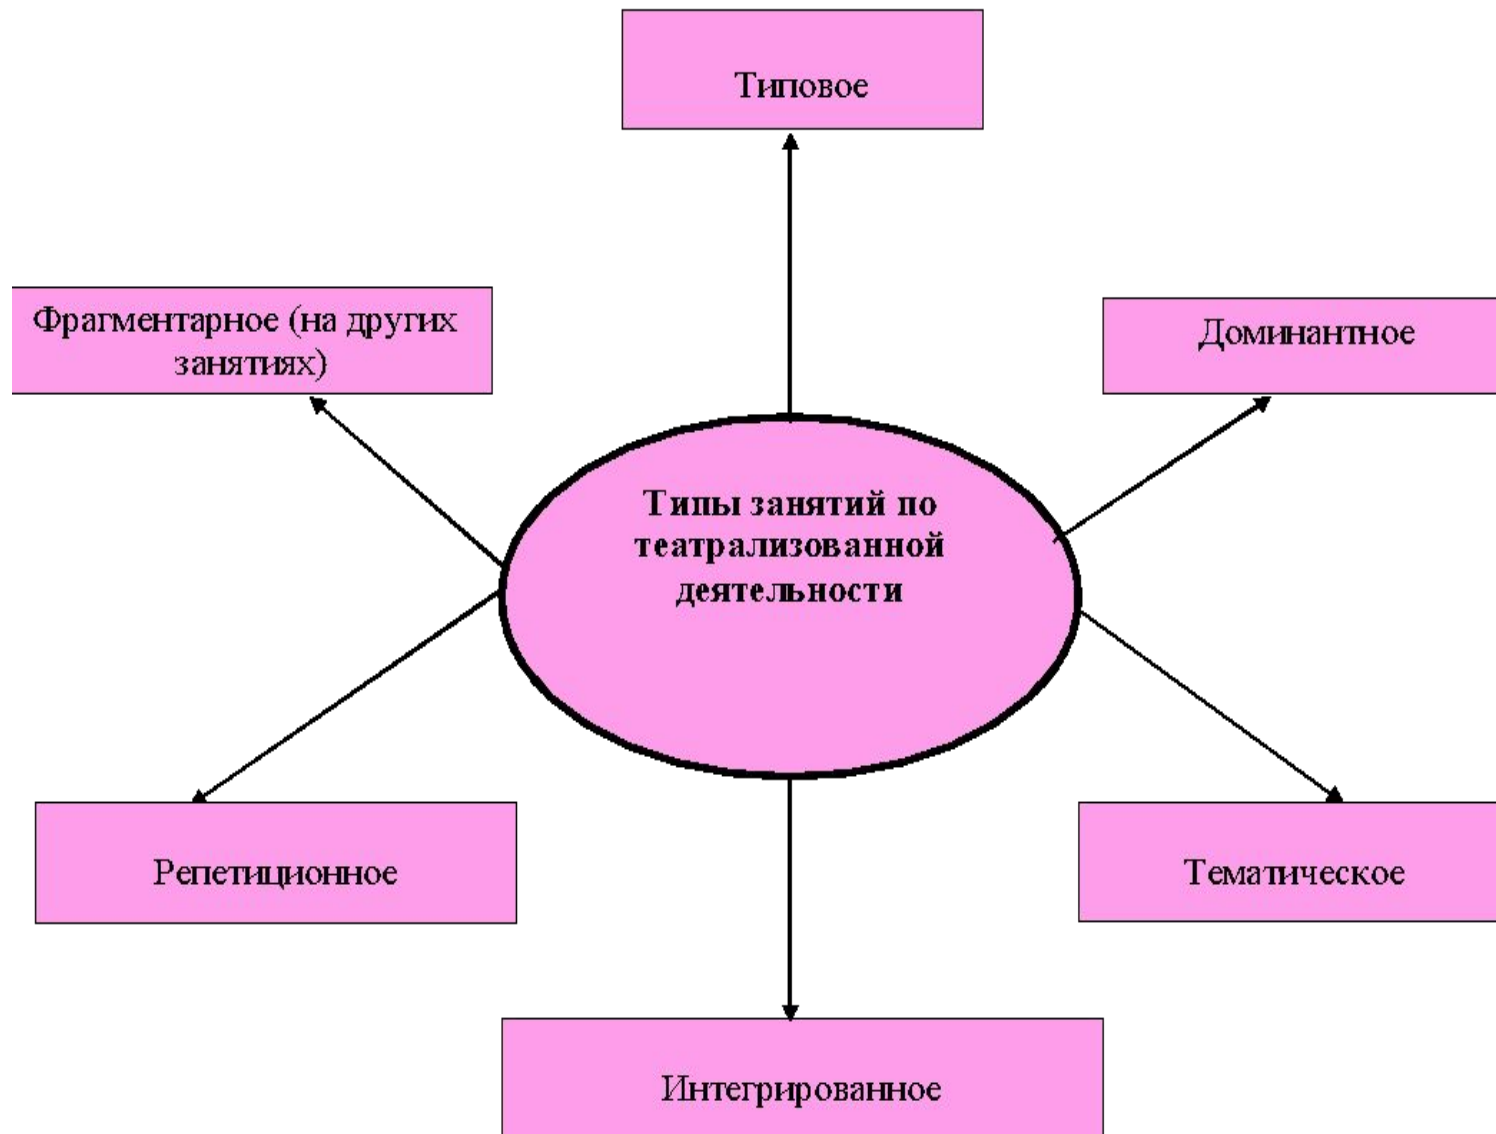 Типовое
Фрагментарное (на других
занятиях)
Доминантное
Типы занятий по
театрализованной
деятельности
Репетиционное
Тематическое
Интегрированное